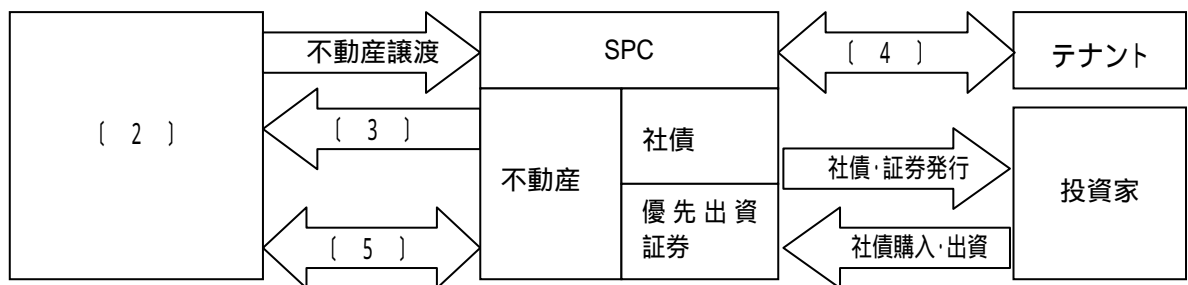 不動産譲渡
SPC
〔 4 〕
テナント
〔 2 〕
〔 3 〕
不動産
社債
社債・証券発行
投資家
優先出資
証券
〔 5 〕
社債購入・出資